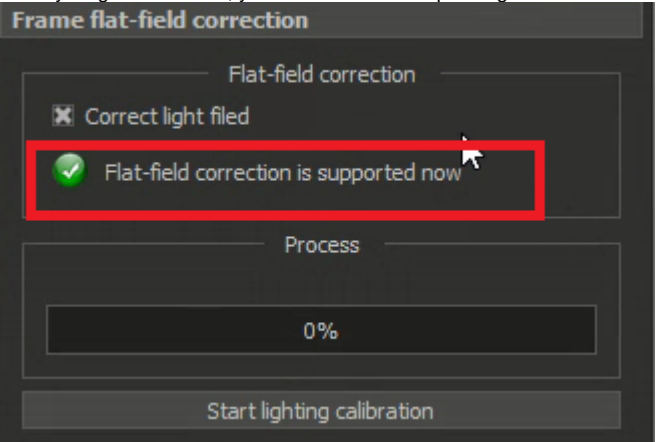 Frame flat-field correction
Flat-field correction
Correct light filed
Flat-field correction is supported now
Process
0%
Start lighting calibration